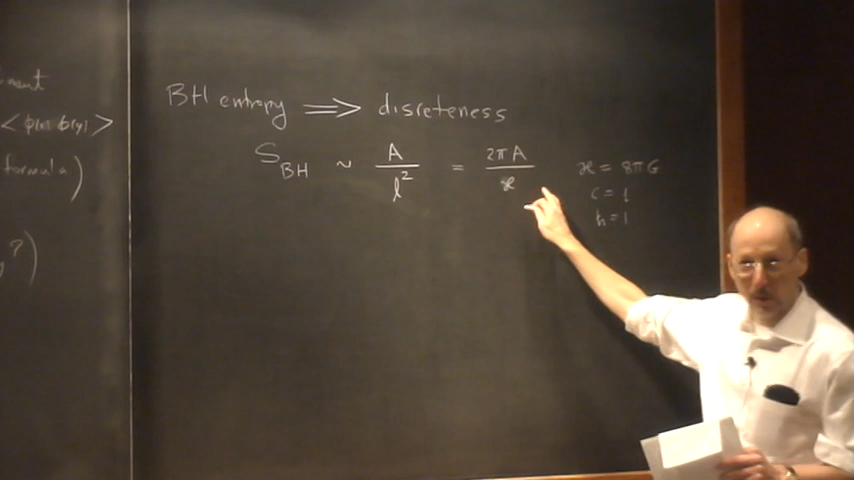 < φ(x) φ(y) >
formula)
?)
BH entropy ⟹ discreteness
S_BH ~ A / l² = 2πA / ϰ
ϰ = 8πG
c = 1
ħ = 1